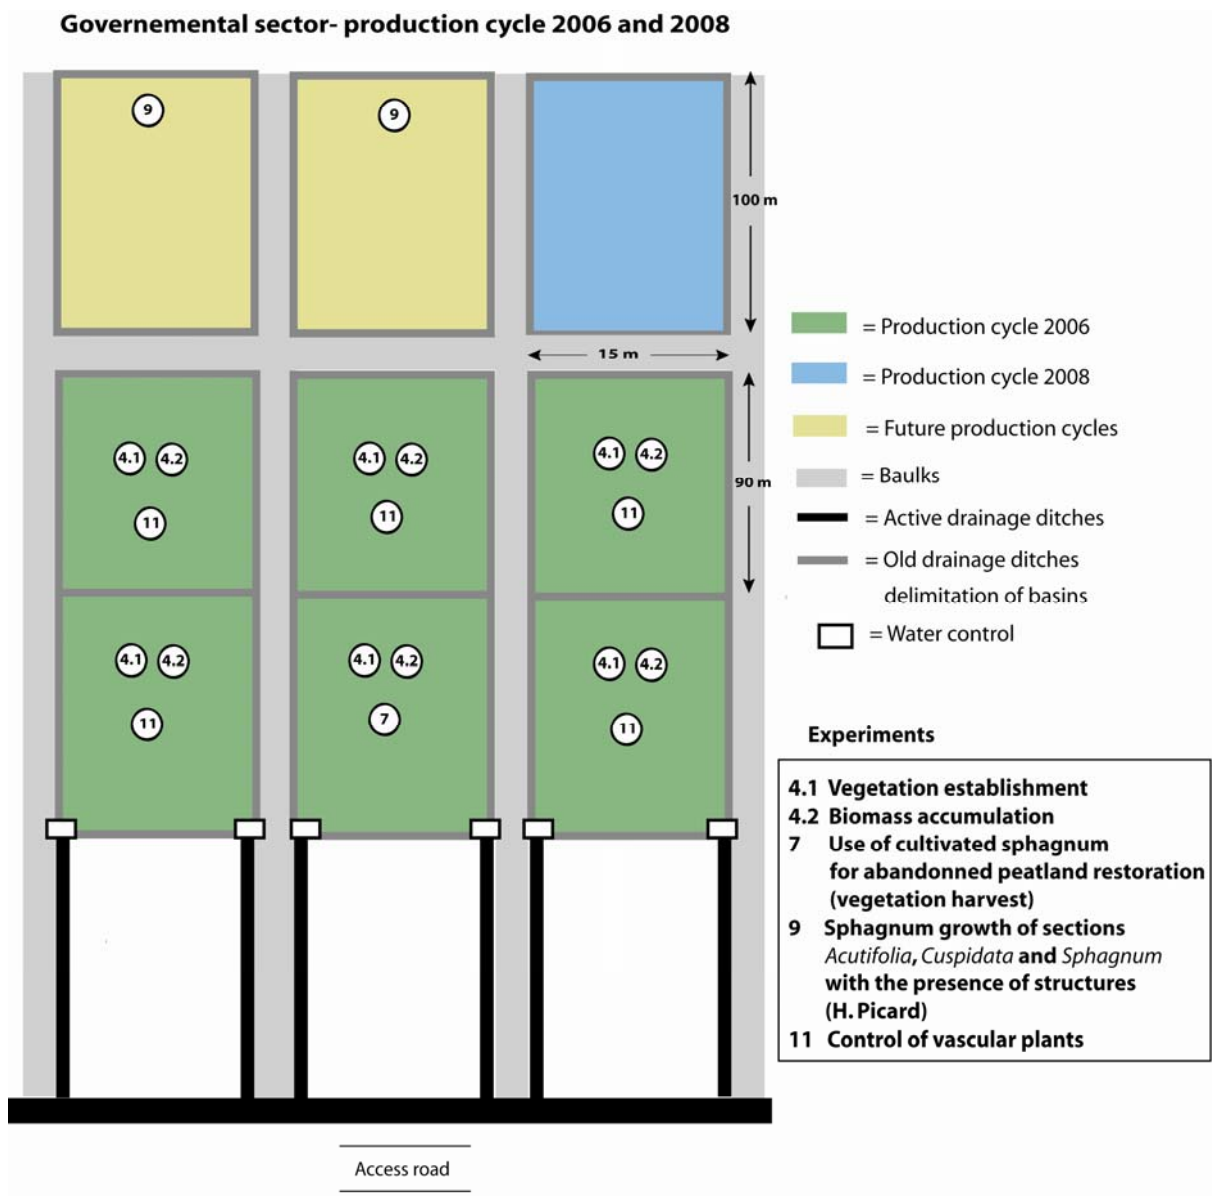 Governemental sector- production cycle 2006 and 2008
9
9
100 m
15 m
4.1 4.2
11
4.1 4.2
11
4.1 4.2
11
90 m
4.1 4.2
11
4.1 4.2
7
4.1 4.2
11
= Production cycle 2006
= Production cycle 2008
= Future production cycles
= Baulks
= Active drainage ditches
= Old drainage ditches
delimitation of basins
= Water control
Experiments
4.1 Vegetation establishment
4.2 Biomass accumulation
7 Use of cultivated sphagnum
for abandonned peatland restoration
(vegetation harvest)
9 Sphagnum growth of sections
Acutifolia, Cuspidata and Sphagnum
with the presence of structures
(H. Picard)
11 Control of vascular plants
Access road